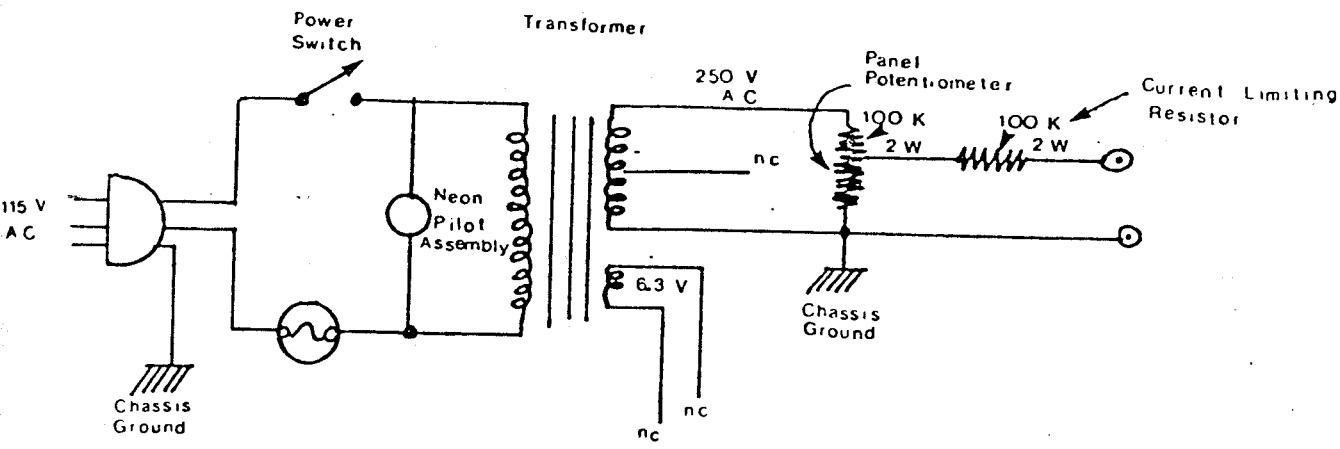 Power
Switch
Transformer
250 V
AC
Panel
Potentiometer
Current Limiting
Resistor
100 K
2 W
100 K
2 W
nc
115 V
AC
Neon
Pilot
Assembly
6.3 V
Chassis
Ground
Chassis
Ground
nc
nc